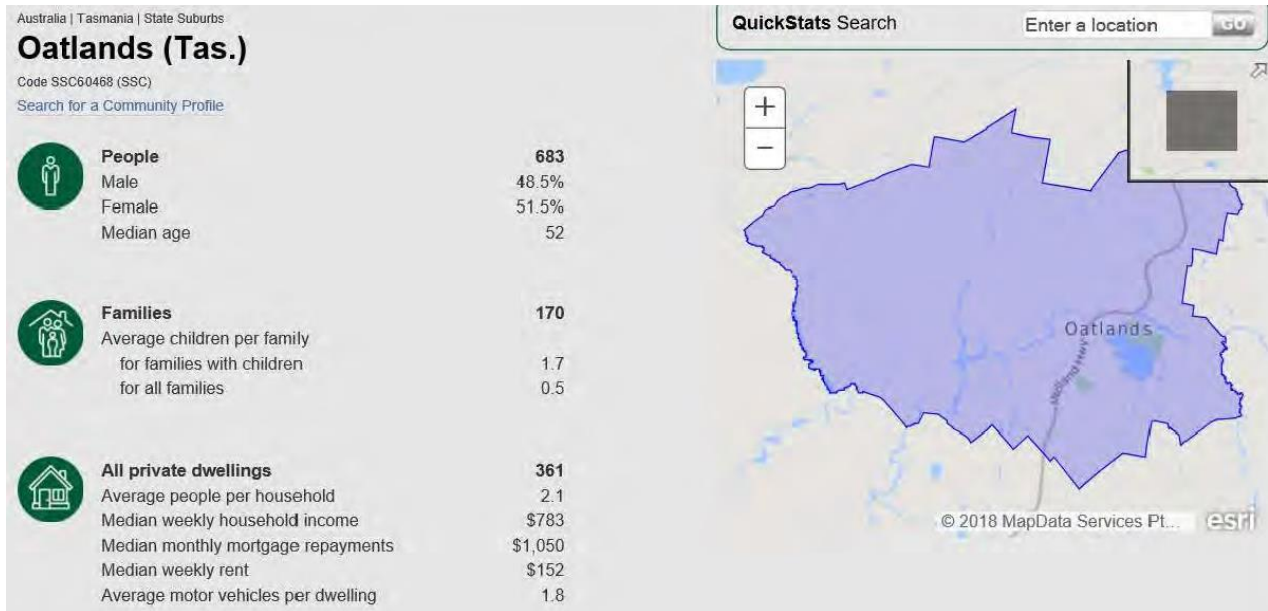 Australia | Tasmania | State Suburbs
Oatlands (Tas.)
Code SSC60468 (SSC)
Search for a Community Profile
People 683
Male 48.5%
Female 51.5%
Median age 52
Families 170
Average children per family
for families with children 1.7
for all families 0.5
All private dwellings 361
Average people per household 2.1
Median weekly household income $783
Median monthly mortgage repayments $1,050
Median weekly rent $152
Average motor vehicles per dwelling 1.8
QuickStats Search Enter a location GO
+
−
Oatlands
Midland Hwy
© 2018 MapData Services Pt... esri